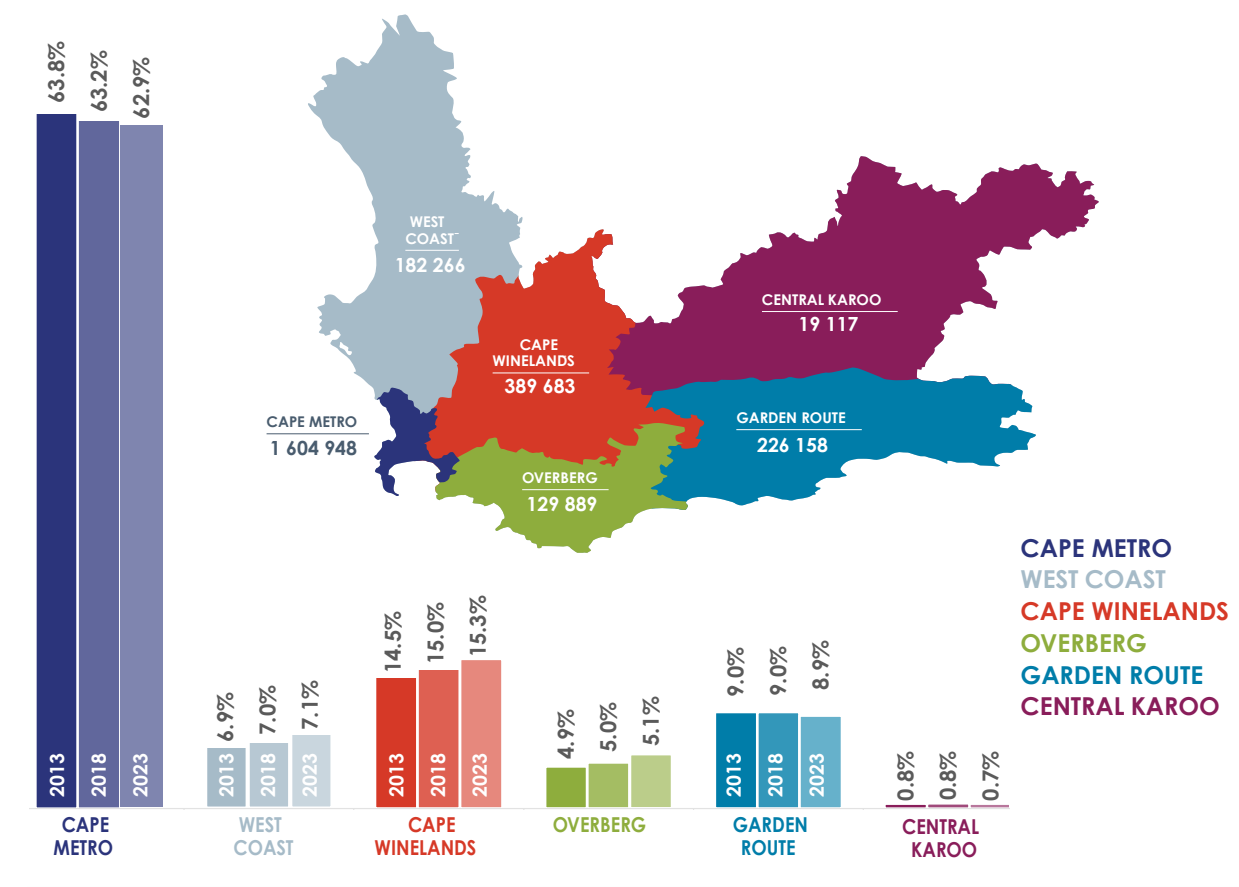 63.8%
63.2%
62.9%
2013
2018
2023
CAPE
METRO
6.9%
7.0%
7.1%
2013
2018
2023
WEST
COAST
14.5%
15.0%
15.3%
2013
2018
2023
CAPE
WINELANDS
4.9%
5.0%
5.1%
OVERBERG
9.0%
9.0%
8.9%
2013
2018
2023
GARDEN
ROUTE
0.8%
0.8%
0.7%
CENTRAL
KAROO
WEST
COAST
182 266
CENTRAL KAROO
19 117
CAPE
WINELANDS
389 683
CAPE METRO
1 604 948
GARDEN ROUTE
226 158
OVERBERG
129 889
CAPE METRO
WEST COAST
CAPE WINELANDS
OVERBERG
GARDEN ROUTE
CENTRAL KAROO